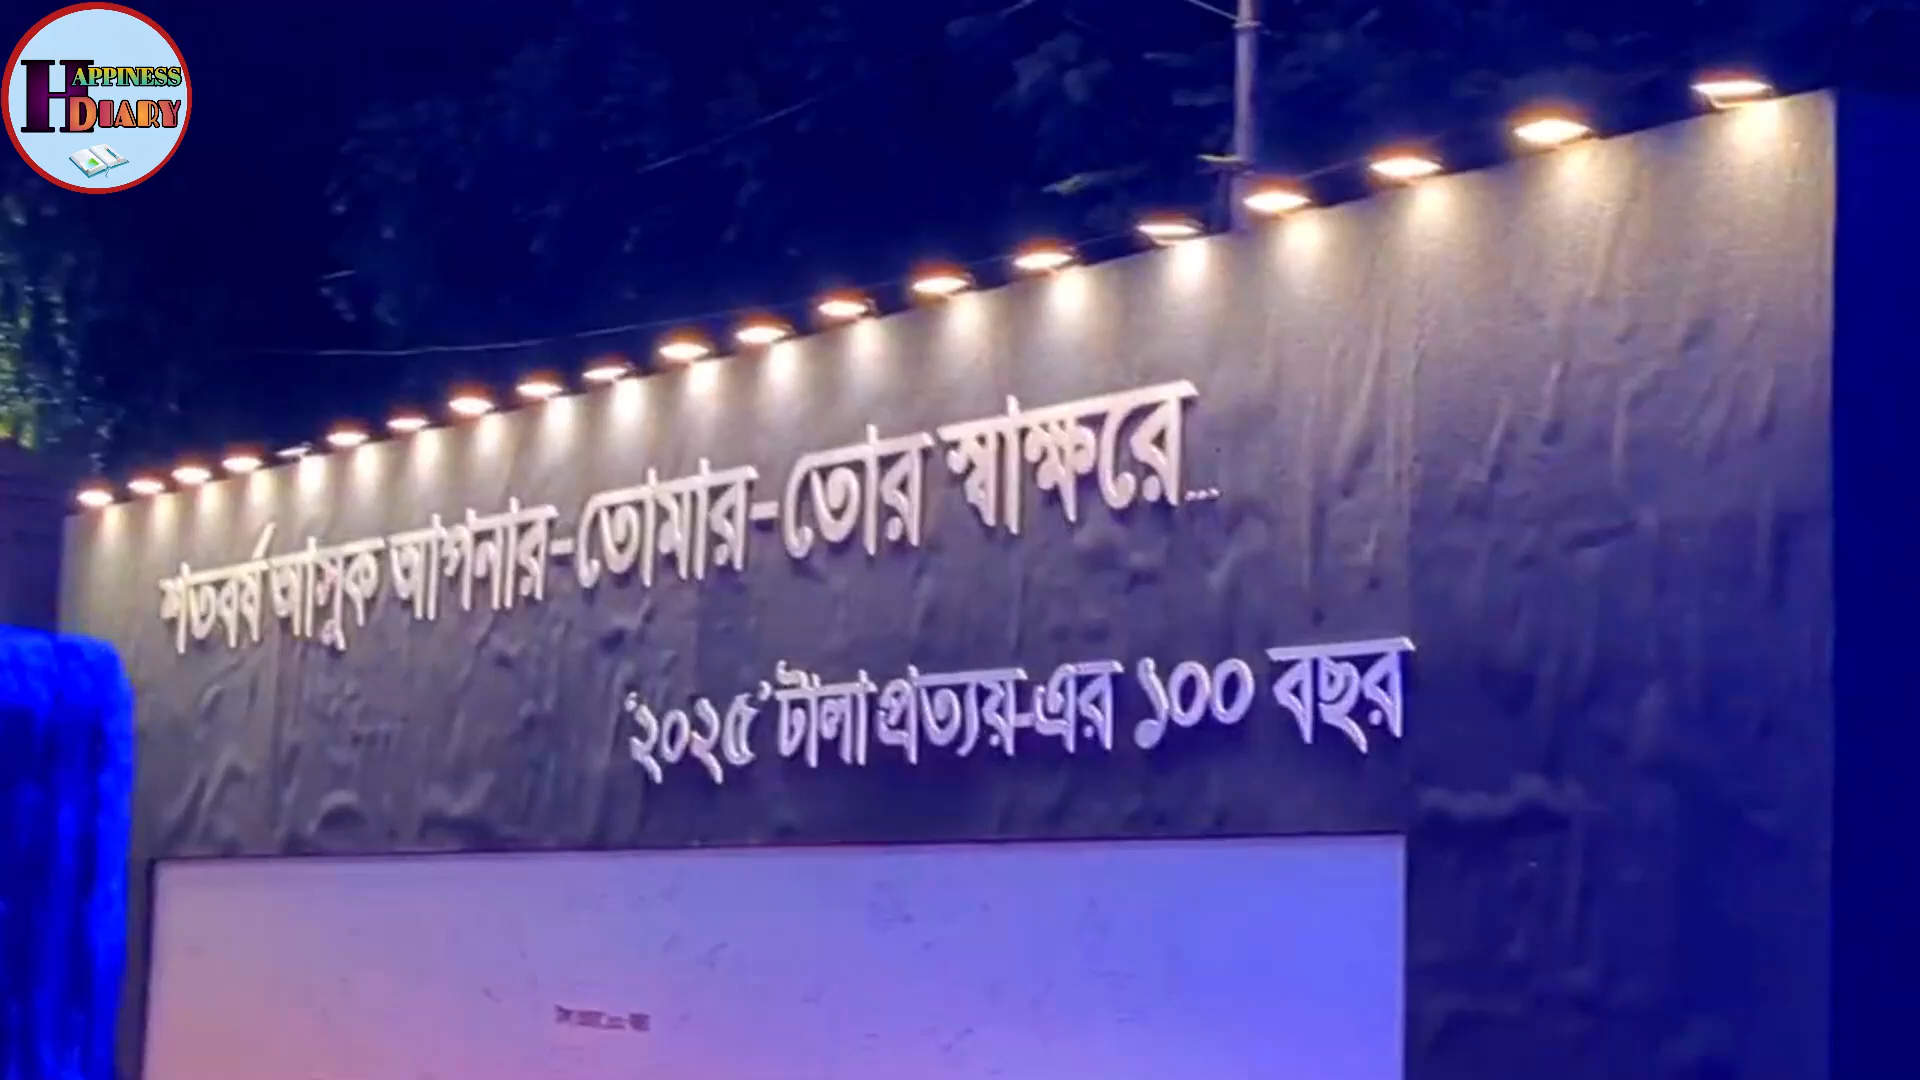 HAPPINESS
DIARY
শতবর্ষ আসুক আপনার-তোমার-তোর স্বাক্ষরে...
'২০২৫' টালা প্রত্যয়-এর ১০০ বছর